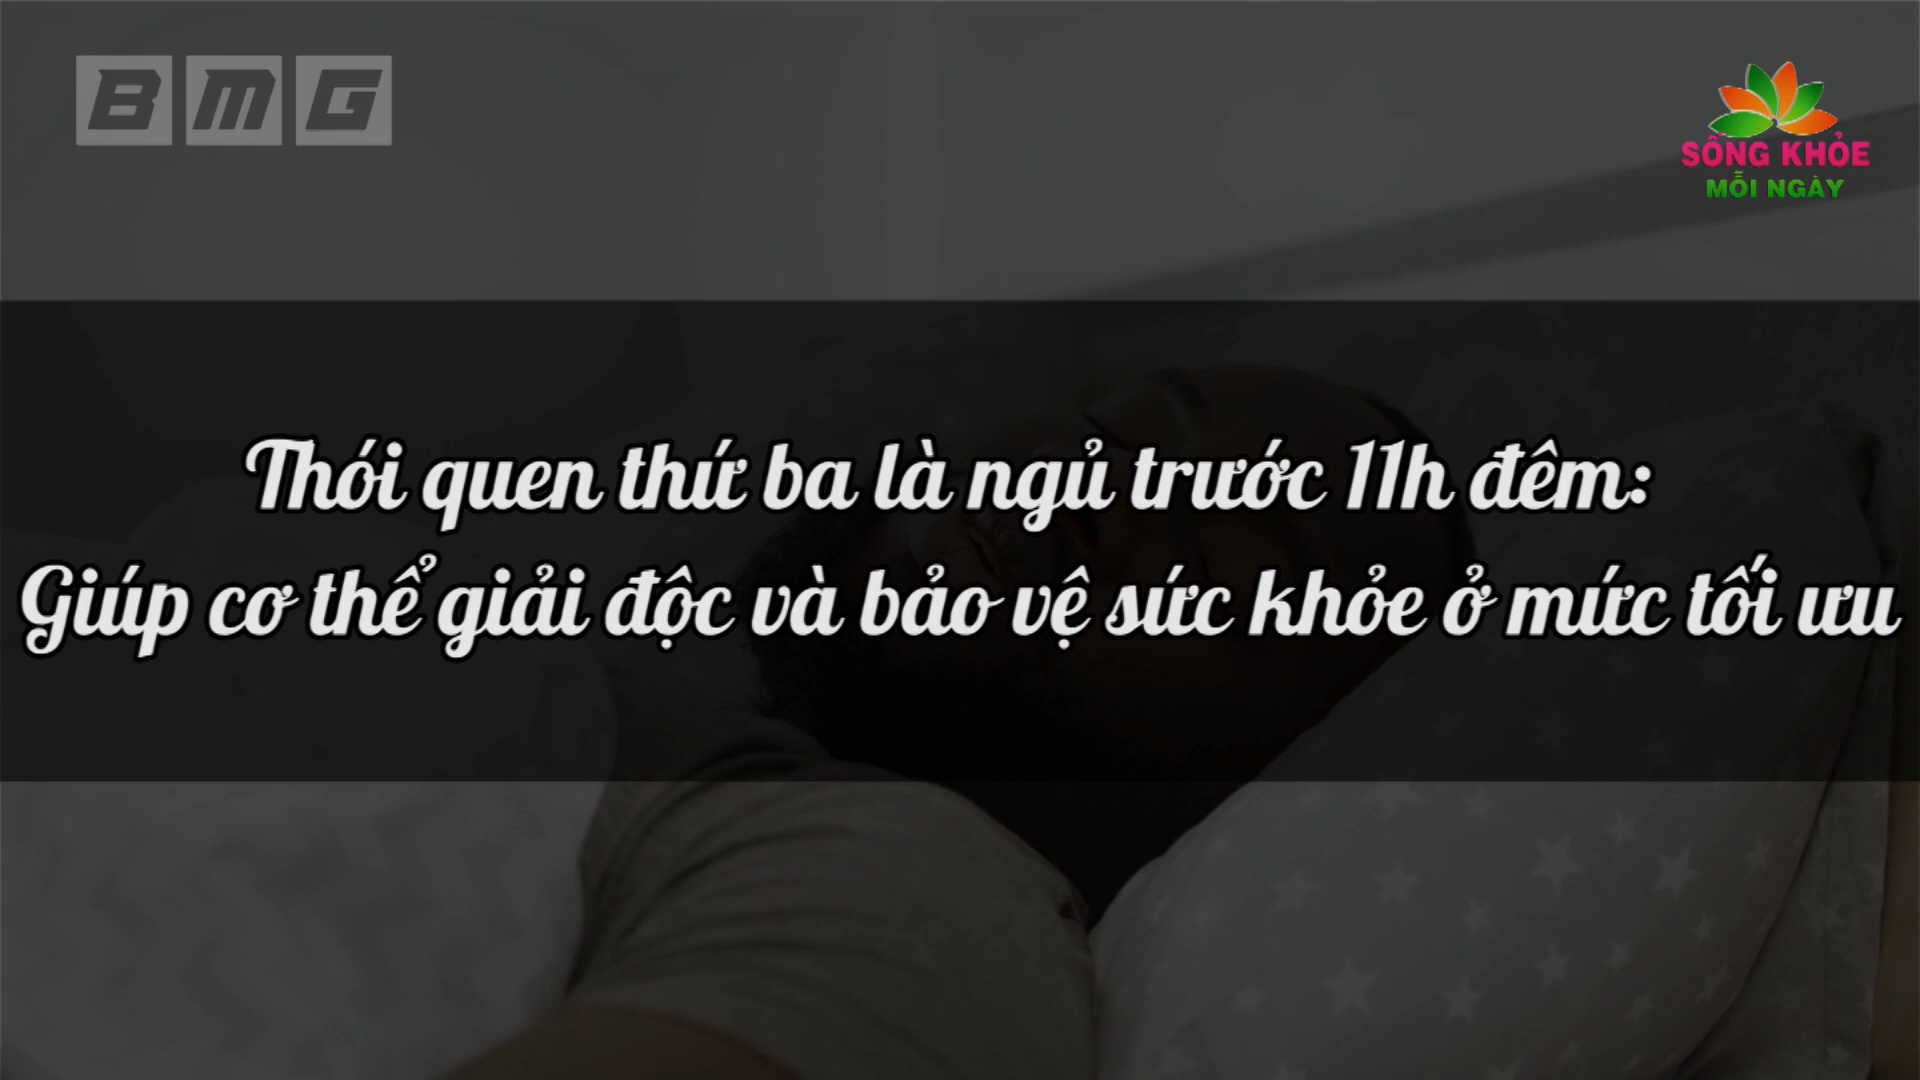 BMG
SỐNG KHỎE
MỖI NGÀY
Thói quen thứ ba là ngủ trước 11h đêm:
Giúp cơ thể giải độc và bảo vệ sức khỏe ở mức tối ưu